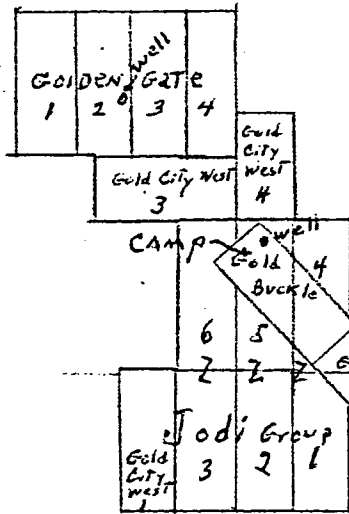 well
GOLDEN GATE
1 2 3 4
Gold
City
West
4
Gold City West
3
CAMP
well
Gold
Buckle
4
6 5
Z Z Z G
Jodi Group
3 2 1
Gold
City
West
1